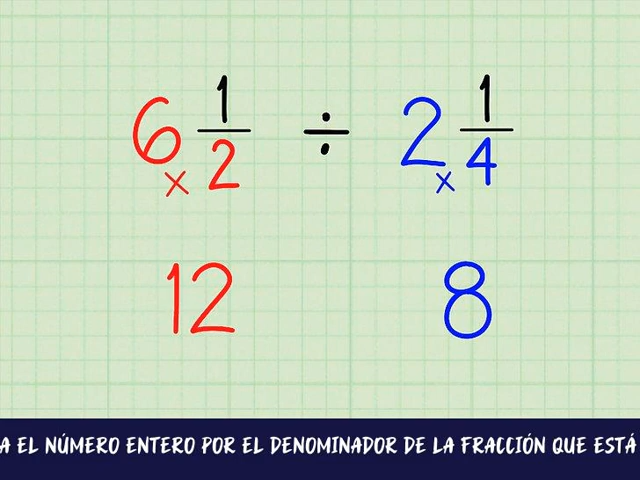 6 1/2 ÷ 2 1/4
x x
12 8
A EL NÚMERO ENTERO POR EL DENOMINADOR DE LA FRACCIÓN QUE ESTÁ